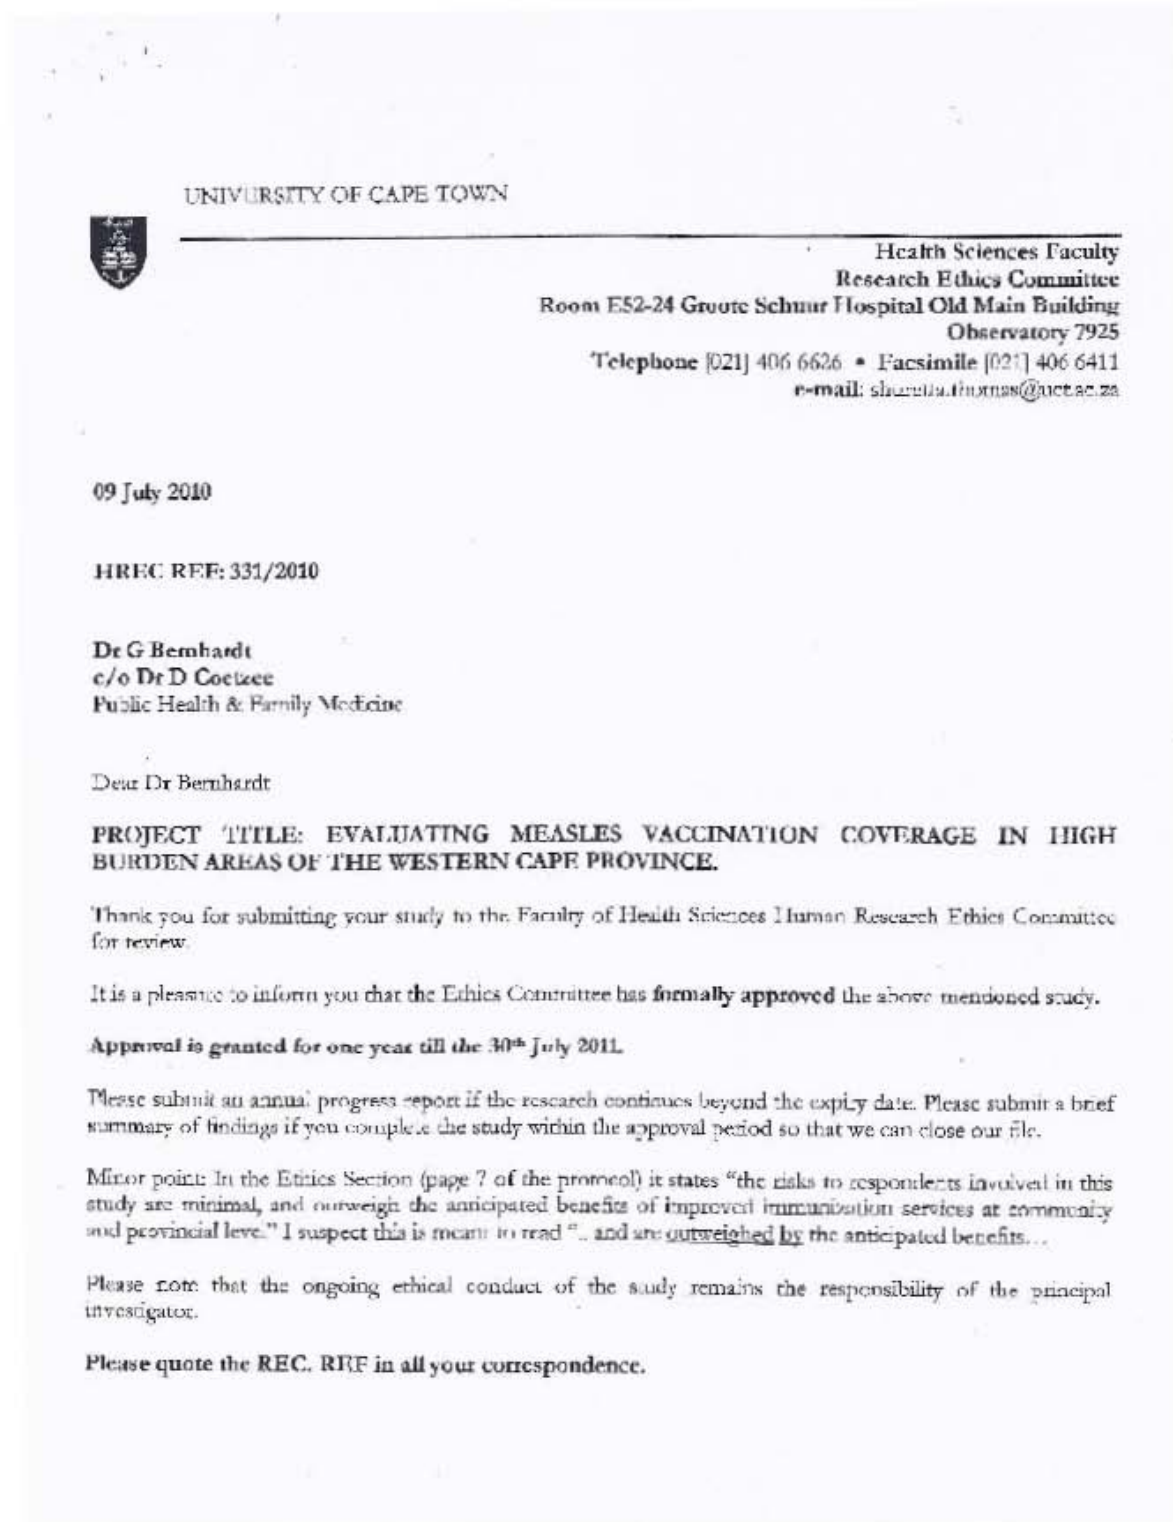 UNIVERSITY OF CAPE TOWN
Health Sciences Faculty
Research Ethics Committee
Room E52-24 Groote Schuur Hospital Old Main Building
Observatory 7925
Telephone [021] 406 6626 • Facsimile [021] 406 6411
e-mail: @uct.ac.za
09 July 2010
HREC REF: 331/2010
Dr G Bernhardt
c/o Dr D Coetzee
Public Health & Family Medicine
Dear Dr Bernhardt
PROJECT TITLE: EVALUATING MEASLES VACCINATION COVERAGE IN HIGH
BURDEN AREAS OF THE WESTERN CAPE PROVINCE.
Thank you for submitting your study to the Faculty of Health Sciences Human Research Ethics Committee
for review.
It is a pleasure to inform you that the Ethics Committee has formally approved the above mentioned study.
Approval is granted for one year till the 30th July 2011.
Please submit an annual progress report if the research continues beyond the expiry date. Please submit a brief
summary of findings if you complete the study within the approval period so that we can close our file.
Minor point: In the Ethics Section (page 7 of the protocol) it states "the risks to respondents involved in this
study are minimal, and outweigh the anticipated benefits of improved immunization services at community
and provincial level." I suspect this is meant to read ".. and are outweighed by the anticipated benefits…
Please note that the ongoing ethical conduct of the study remains the responsibility of the principal
investigator.
Please quote the REC. REF in all your correspondence.